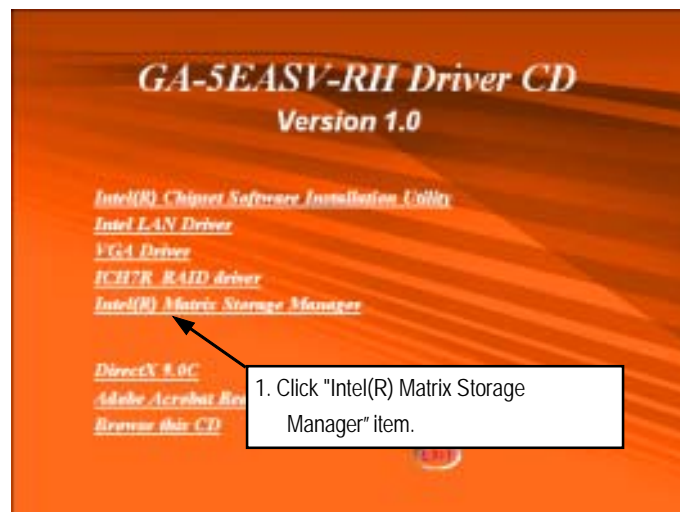 GA-5EASV-RH Driver CD
Version 1.0
Intel(R) Chipset Software Installation Utility
Intel LAN Driver
VGA Driver
ICH7R RAID driver
Intel(R) Matrix Storage Manager
DirectX 9.0C
Adobe Acrobat
Browse this CD
1. Click "Intel(R) Matrix Storage
Manager" item.